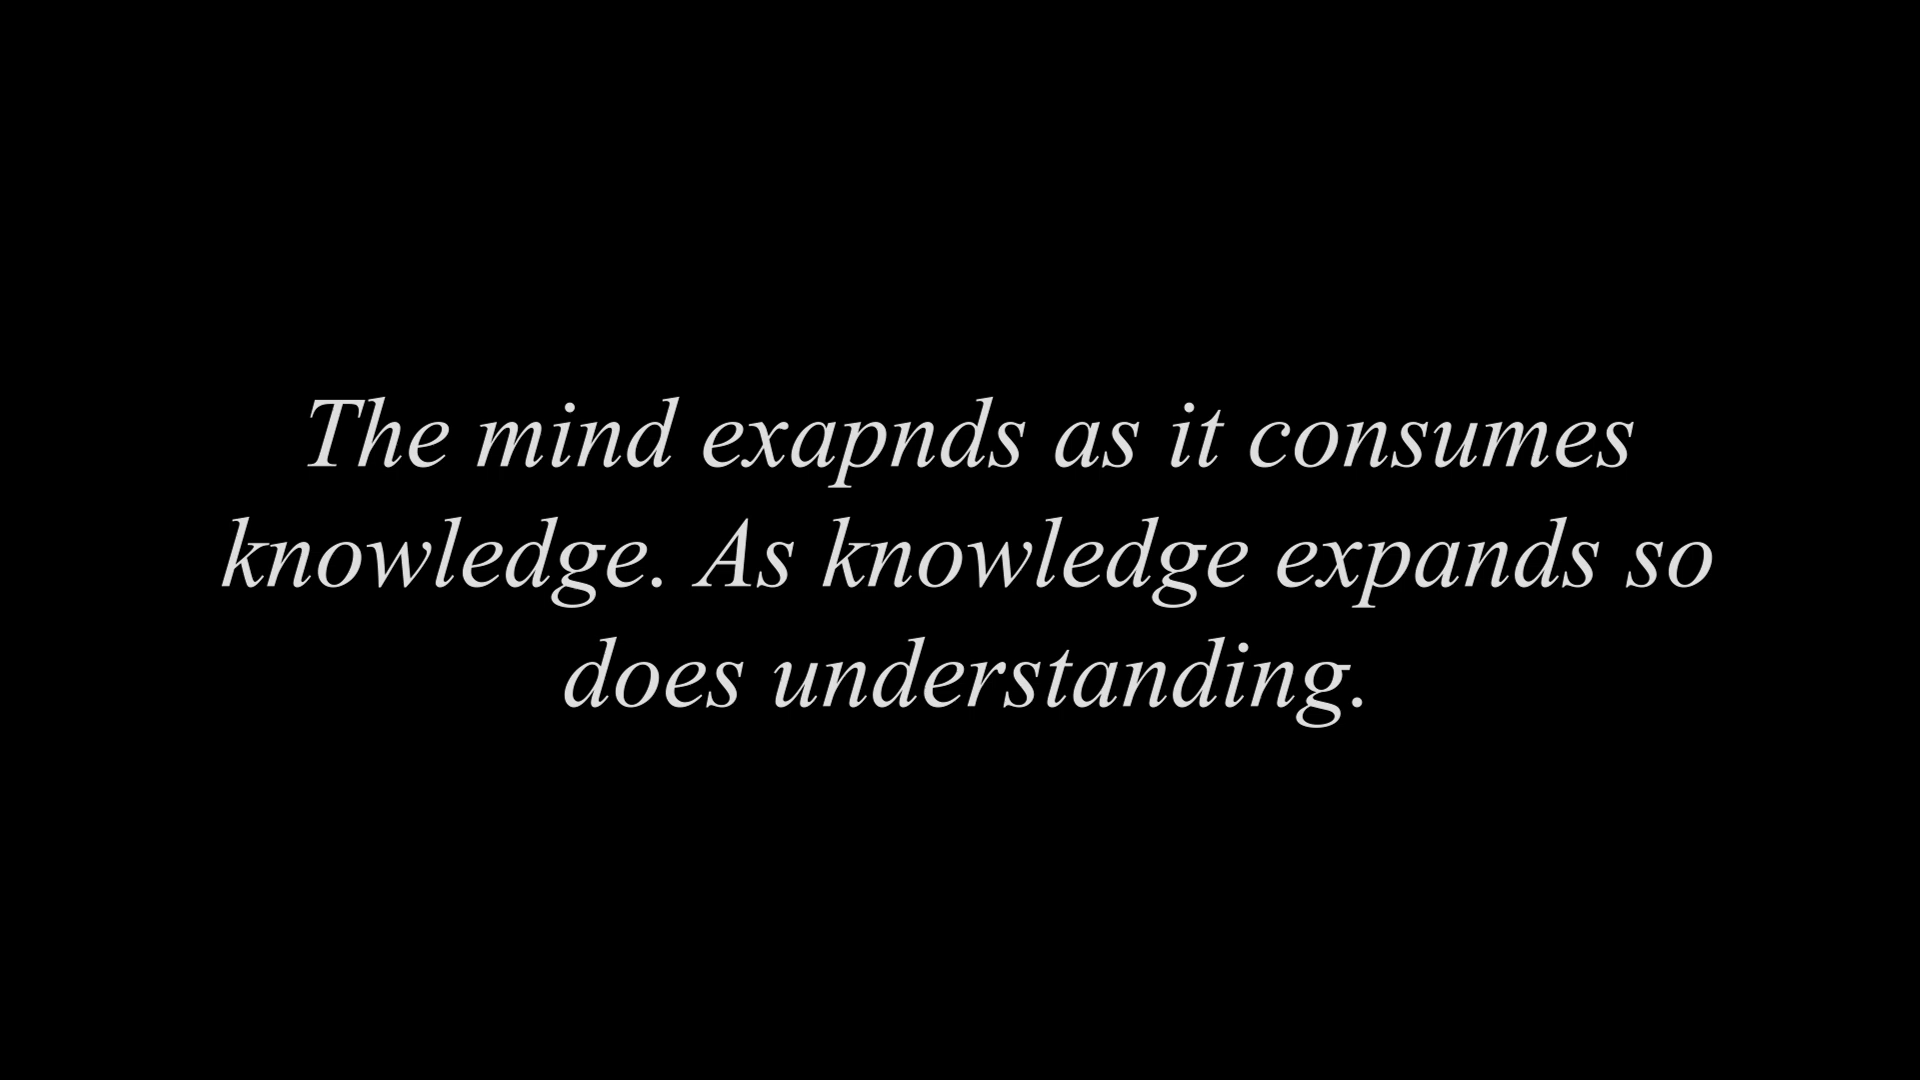 The mind exapnds as it consumes
knowledge. As knowledge expands so
does understanding.